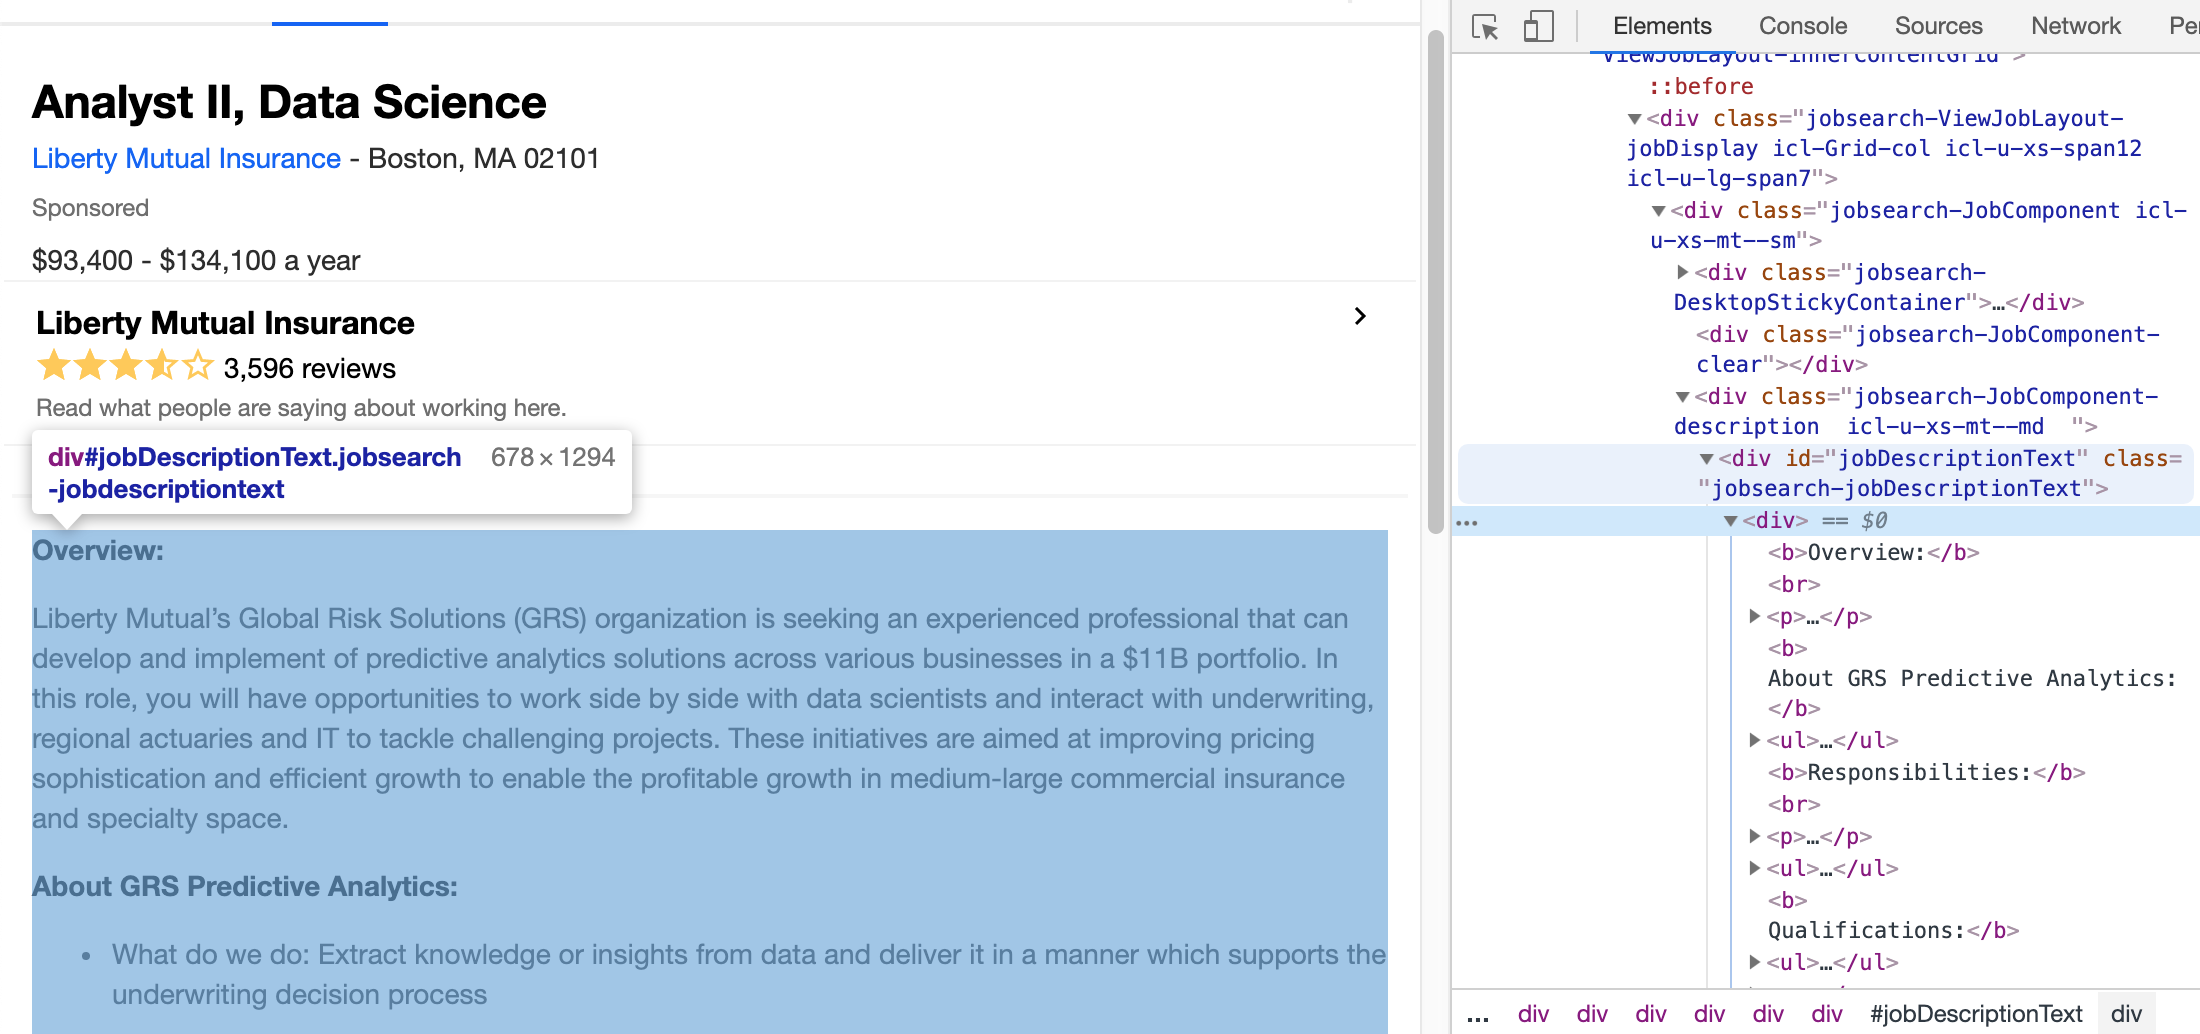 Analyst II, Data Science
Liberty Mutual Insurance - Boston, MA 02101
Sponsored
$93,400 - $134,100 a year
Liberty Mutual Insurance
3,596 reviews
Read what people are saying about working here.
div#jobDescriptionText.jobsearch 678 × 1294
-jobdescriptiontext
Overview:
Liberty Mutual’s Global Risk Solutions (GRS) organization is seeking an experienced professional that can
develop and implement of predictive analytics solutions across various businesses in a $11B portfolio. In
this role, you will have opportunities to work side by side with data scientists and interact with underwriting,
regional actuaries and IT to tackle challenging projects. These initiatives are aimed at improving pricing
sophistication and efficient growth to enable the profitable growth in medium-large commercial insurance
and specialty space.
About GRS Predictive Analytics:
• What do we do: Extract knowledge or insights from data and deliver it in a manner which supports the
underwriting decision process
Elements Console Sources Network
viewJobLayout-innerContentGrid ">
::before
<div class="jobsearch-ViewJobLayout-
jobDisplay icl-Grid-col icl-u-xs-span12
icl-u-lg-span7">
<div class="jobsearch-JobComponent icl-
u-xs-mt--sm">
<div class="jobsearch-
DesktopStickyContainer">…</div>
<div class="jobsearch-JobComponent-
clear"></div>
<div class="jobsearch-JobComponent-
description icl-u-xs-mt--md ">
<div id="jobDescriptionText" class=
"jobsearch-jobDescriptionText">
… <div> == $0
<b>Overview:</b>
<br>
<p>…</p>
<b>
About GRS Predictive Analytics:
</b>
<ul>…</ul>
<b>Responsibilities:</b>
<br>
<p>…</p>
<ul>…</ul>
<b>
Qualifications:</b>
<ul>…</ul>
… div div div div div div #jobDescriptionText div